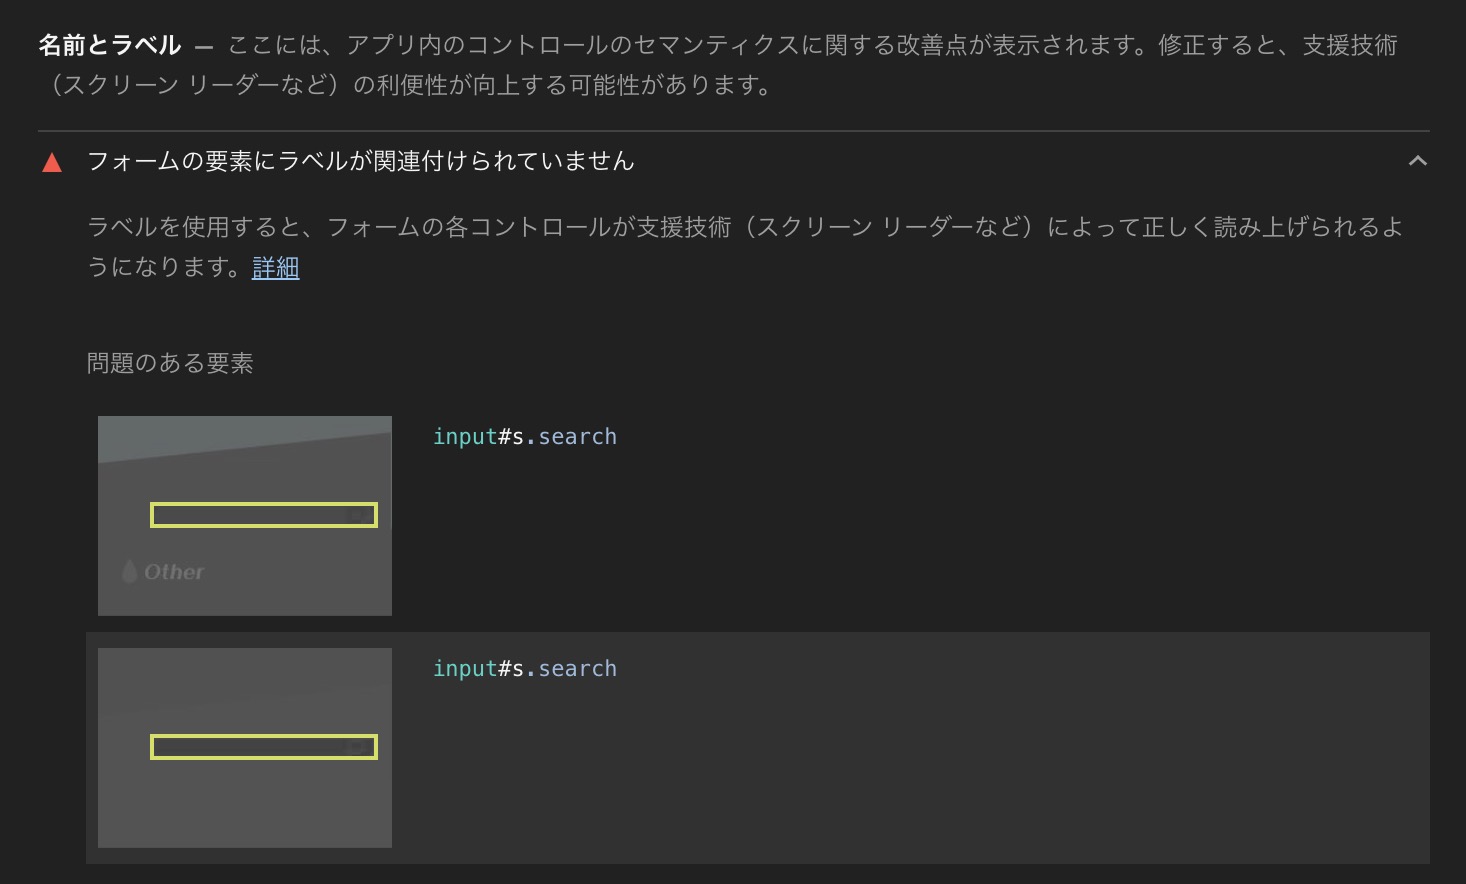 名前とラベル — ここには、アプリ内のコントロールのセマンティクスに関する改善点が表示されます。修正すると、支援技術
（スクリーン リーダーなど）の利便性が向上する可能性があります。
フォームの要素にラベルが関連付けられていません
ラベルを使用すると、フォームの各コントロールが支援技術（スクリーン リーダーなど）によって正しく読み上げられるよ
うになります。詳細
問題のある要素
input#s.search
Other
input#s.search